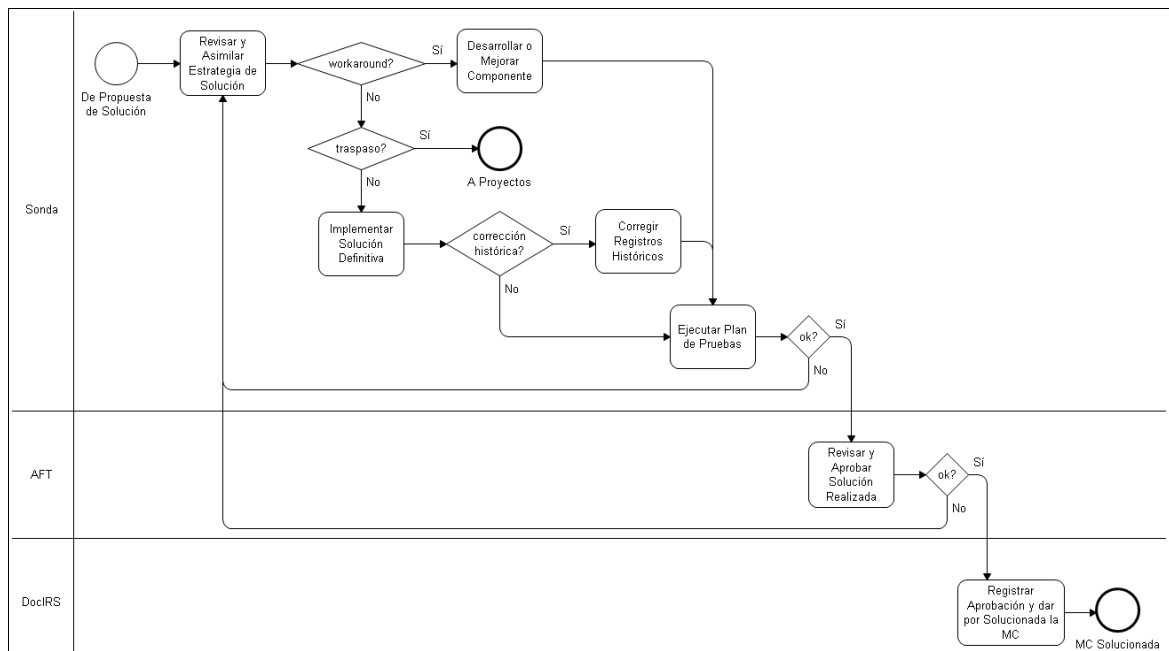 Sonda
De Propuesta
de Solución
Revisar y
Asimilar
Estrategia de
Solución
workaround?
Sí
Desarrollar o
Mejorar
Componente
No
traspaso?
Sí
A Proyectos
No
Implementar
Solución
Definitiva
corrección
histórica?
Sí
Corregir
Registros
Históricos
No
Ejecutar Plan
de Pruebas
ok?
Sí
No
AFT
Revisar y
Aprobar
Solución
Realizada
ok?
Sí
No
DocIRS
Registrar
Aprobación y dar
por Solucionada la
MC
MC Solucionada